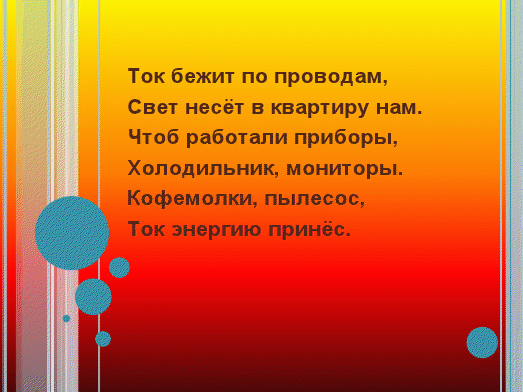 Ток бежит по проводам,
Свет несёт в квартиру нам.
Чтоб работали приборы,
Холодильник, мониторы.
Кофемолки, пылесос,
Ток энергию принёс.